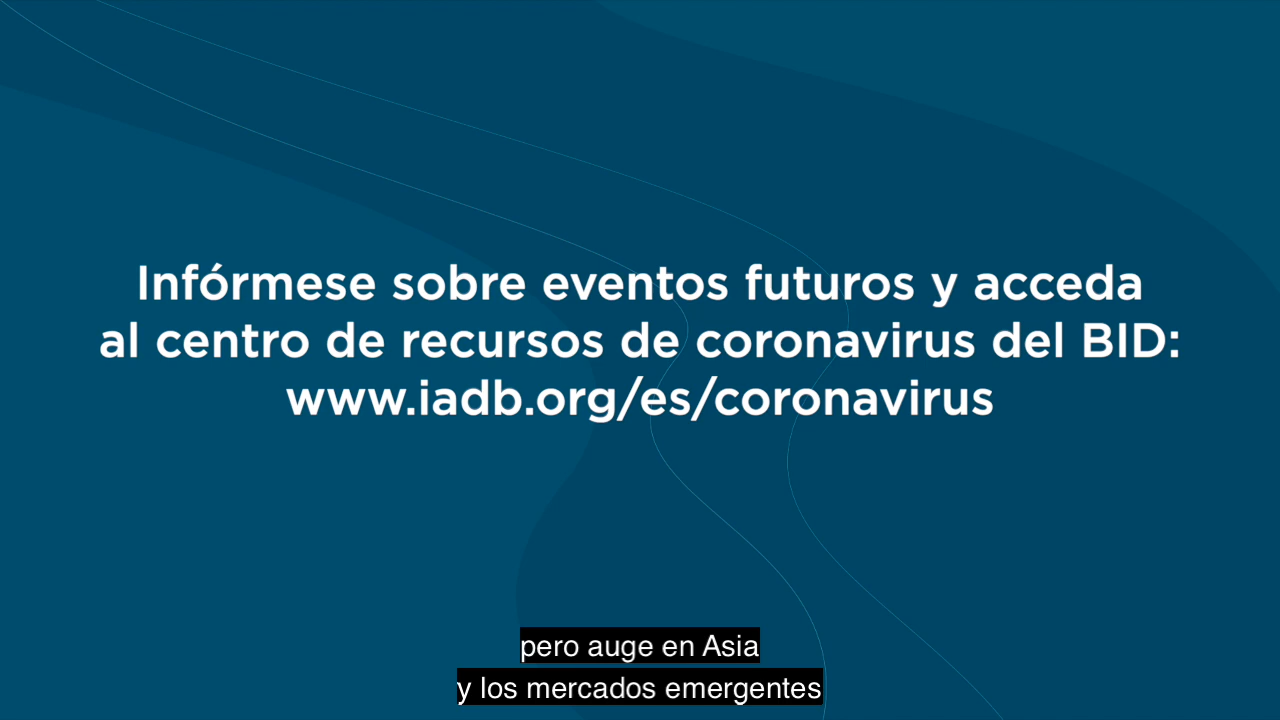 Infórmese sobre eventos futuros y acceda
al centro de recursos de coronavirus del BID:
www.iadb.org/es/coronavirus
pero auge en Asia
y los mercados emergentes